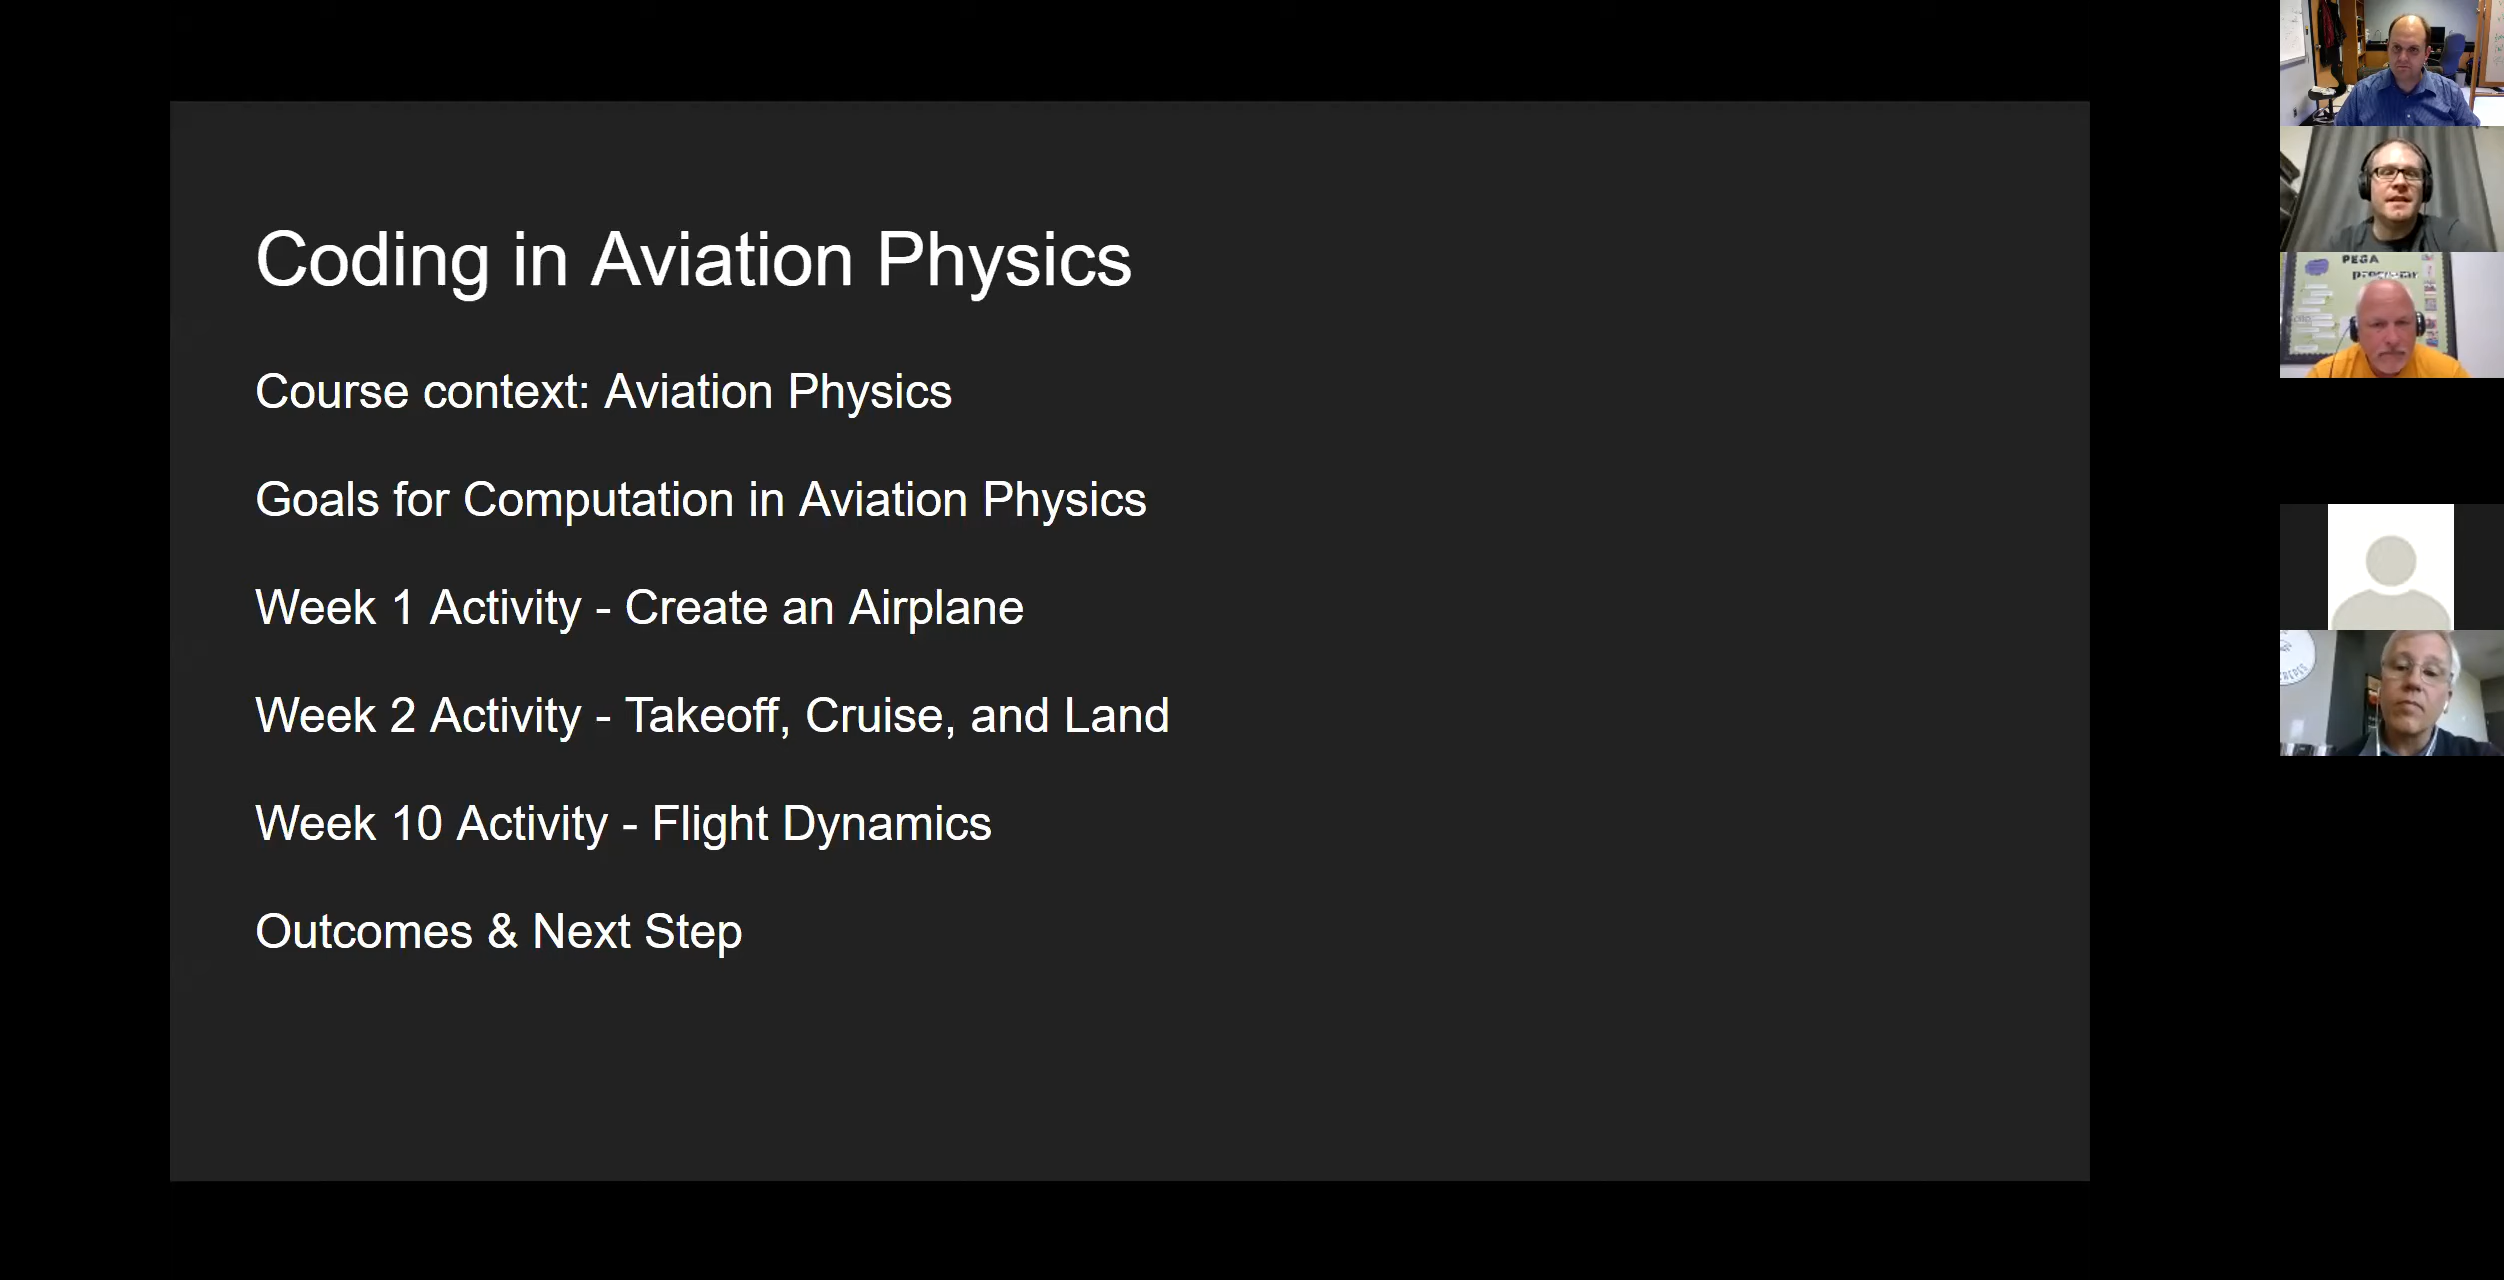 Coding in Aviation Physics
Course context: Aviation Physics
Goals for Computation in Aviation Physics
Week 1 Activity - Create an Airplane
Week 2 Activity - Takeoff, Cruise, and Land
Week 10 Activity - Flight Dynamics
Outcomes & Next Step
PEGA